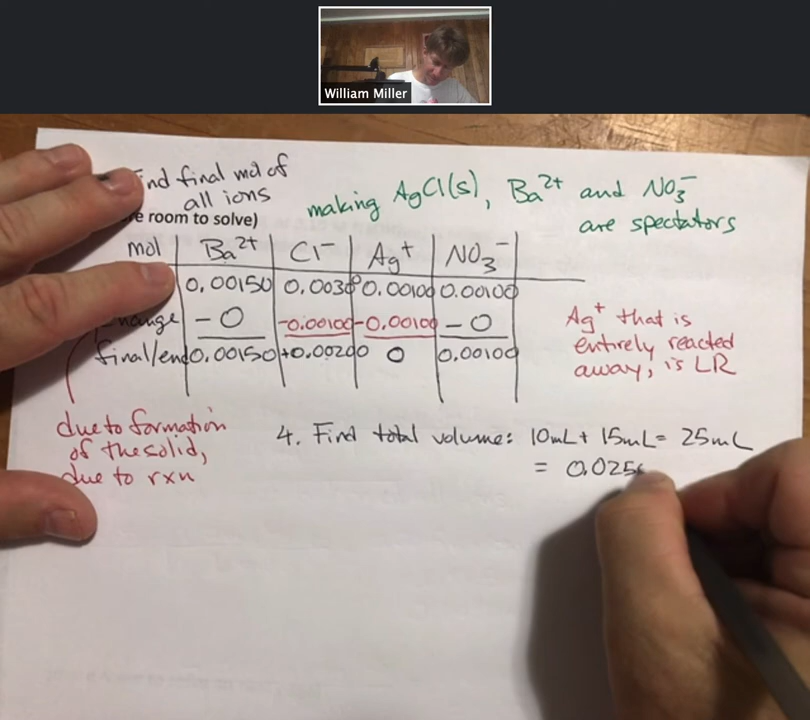 William Miller
ind final mol of
all ions
making AgCl(s), Ba²⁺ and NO₃⁻
are spectators
e room to solve)
mol Ba²⁺ Cl⁻ Ag⁺ NO₃⁻
0.00150 0.0030 0.00100 0.00100
- 0 -0.00100 -0.00100 - 0
final/end 0.00150 +0.00200 0 0.00100
Ag⁺ that is
entirely reacted
away, is LR
due to formation
of the solid,
due to rxn
4. Find total volume: 10mL + 15mL = 25mL
= 0.025